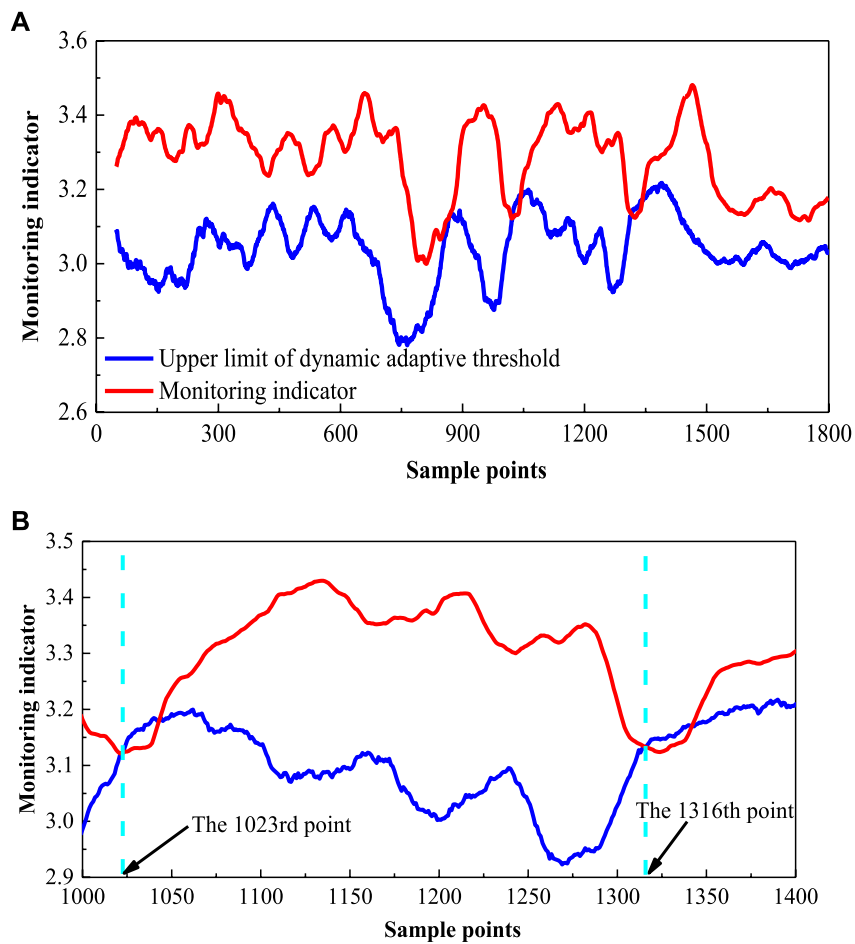 A
Monitoring indicator
3.6
3.4
3.2
3.0
2.8
2.6
Upper limit of dynamic adaptive threshold
Monitoring indicator
0 300 600 900 1200 1500 1800
Sample points
B
Monitoring indicator
3.5
3.4
3.3
3.2
3.1
3.0
2.9
The 1023rd point
The 1316th point
1000 1050 1100 1150 1200 1250 1300 1350 1400
Sample points